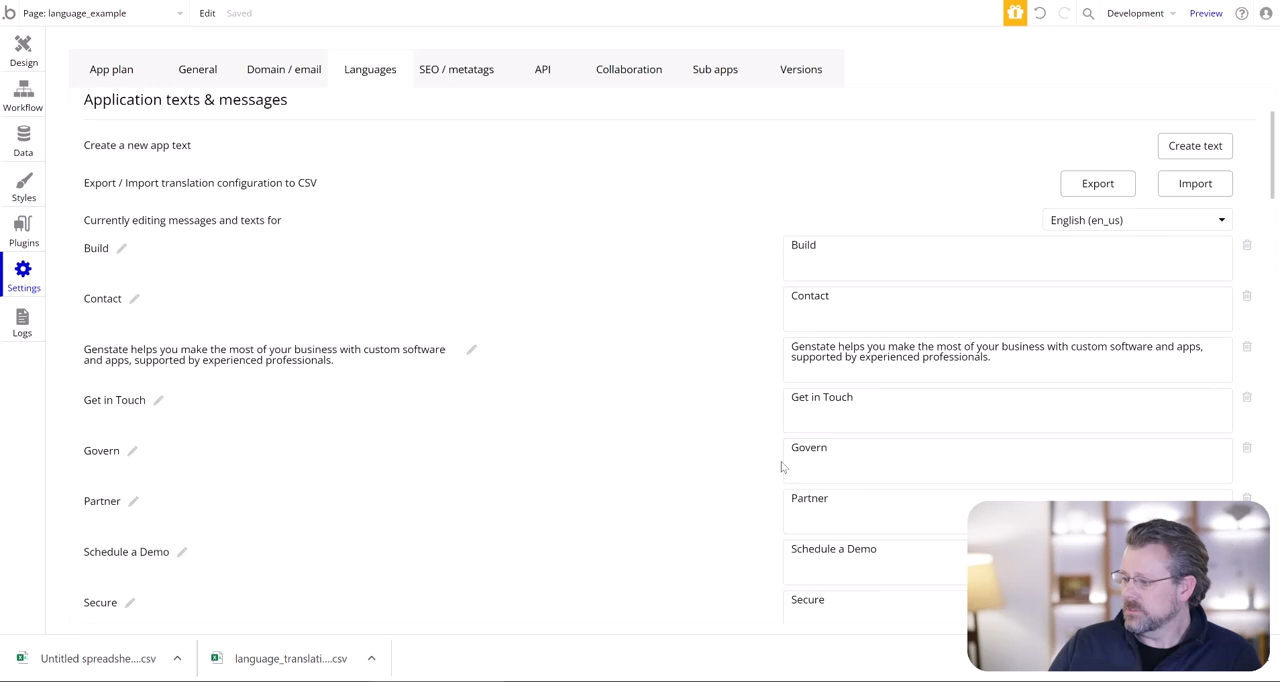 b Page: language_example Edit Saved Development Preview
Design
Workflow
Data
Styles
Plugins
Settings
Logs
App plan General Domain / email Languages SEO / metatags API Collaboration Sub apps Versions
Application texts & messages
Create a new app text Create text
Export / Import translation configuration to CSV Export Import
Currently editing messages and texts for English (en_us)
Build Build
Contact Contact
Genstate helps you make the most of your business with custom software
and apps, supported by experienced professionals.
Genstate helps you make the most of your business with custom software and apps,
supported by experienced professionals.
Get in Touch Get in Touch
Govern Govern
Partner Partner
Schedule a Demo Schedule a Demo
Secure Secure
Untitled spreadshe....csv language_translati....csv